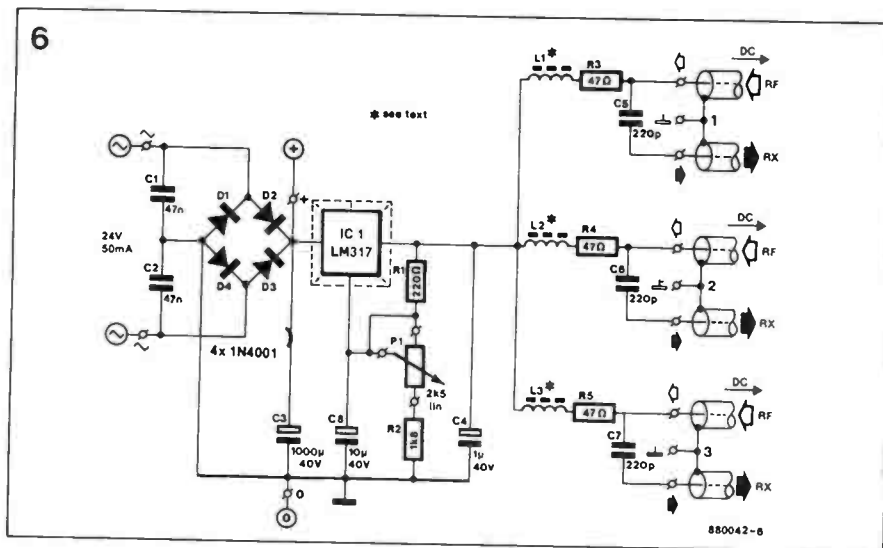 6
* see text
~
24V
50mA
C1
47n
C2
47n
~
D1
D2
D4
D3
4x 1N4001
+
+
IC 1
LM317
C3
1000µ
40V
0
0
C8
10µ
40V
R1
220Ω
P1
2k5
lin
R2
1k8
C4
1µ
40V
L1*
R3
47Ω
C5
220p
DC
RF
1
RX
L2*
R4
47Ω
C6
220p
DC
RF
2
RX
L3*
R5
47Ω
C7
220p
DC
RF
3
RX
880042-6